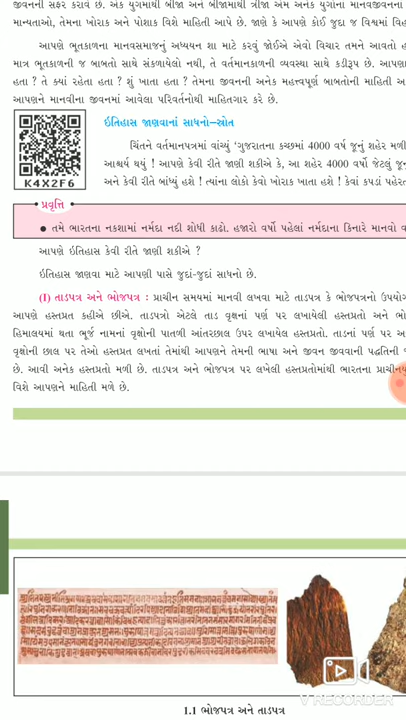 જીવનની સફર કરાવે છે. એક યુગમાંથી બીજા અને બીજામાંથી ત્રીજા એમ અનેક યુગોના માનવજીવનન
માન્યતાઓ, તેમના ખોરાક અને પોશાક વિશે માહિતી આપે છે. જાણે કે આપણે કોઈ જુદા જ વિશ્વમાં વિહ
આપણે ભૂતકાળના માનવસમાજનું અધ્યયન શા માટે કરવું જોઈએ એવો વિચાર તમને આવતો હ
માત્ર ભૂતકાળની જ બાબતો સાથે સંકળાયેલો નથી, તે વર્તમાનકાળની વ્યવસ્થા સાથે કડીરૂપ છે. આપણા
હતા ? તે ક્યાં રહેતા હતા ? શું ખાતા હતા ? તેમના જીવનની અનેક મહત્ત્વપૂર્ણ બાબતોની માહિતી અ
આપણને માનવીના જીવનમાં આવેલા પરિવર્તનોથી માહિતગાર કરે છે.
ઇતિહાસ જાણવાનાં સાધનો–સ્રોત
ચિંતને વર્તમાનપત્રમાં વાંચ્યું ‘ગુજરાતના કચ્છમાં 4000 વર્ષ જૂનું શહેર મળી
આશ્ચર્ય થયું ! આપણે કેવી રીતે જાણી શકીએ કે, આ શહેર 4000 વર્ષો જેટલું જૂન
અને કેવી રીતે બાંધ્યું હશે ! ત્યાંના લોકો કેવો ખોરાક ખાતા હશે ! કેવાં કપડાં પહેરત
K4X2F6
પ્રવૃત્તિ
● તમે ભારતના નકશામાં નર્મદા નદી શોધી કાઢો. હજારો વર્ષો પહેલાં નર્મદાના કિનારે માનવો વ
આપણે ઇતિહાસ કેવી રીતે જાણી શકીએ ?
ઇતિહાસ જાણવા માટે આપણી પાસે જુદાં-જુદાં સાધનો છે.
(1) તાડપત્ર અને ભોજપત્ર : પ્રાચીન સમયમાં માનવી લખવા માટે તાડપત્ર કે ભોજપત્રનો ઉપયોગ
આપણે હસ્તપ્રત કહીએ છીએ. તાડપત્રો એટલે તાડ વૃક્ષનાં પર્ણ પર લખાયેલી હસ્તપ્રતો અને ભો
હિમાલયમાં થતા ભૂર્જ નામનાં વૃક્ષોની પાતળી આંતરછાલ ઉપર લખાયેલ હસ્તપ્રતો. તાડનાં પર્ણ પર અ
વૃક્ષોની છાલ પર તેઓ હસ્તપ્રત લખતાં તેમાંથી આપણને તેમની ભાષા અને જીવન જીવવાની પદ્ધતિની જ
છે. આવી અનેક હસ્તપ્રતો મળી છે. તાડપત્ર અને ભોજપત્ર પર લખેલી હસ્તપ્રતોમાંથી ભારતના પ્રાચીન
વિશે આપણને માહિતી મળે છે.
V RECORDER
1.1 ભોજપત્ર અને તાડપત્ર